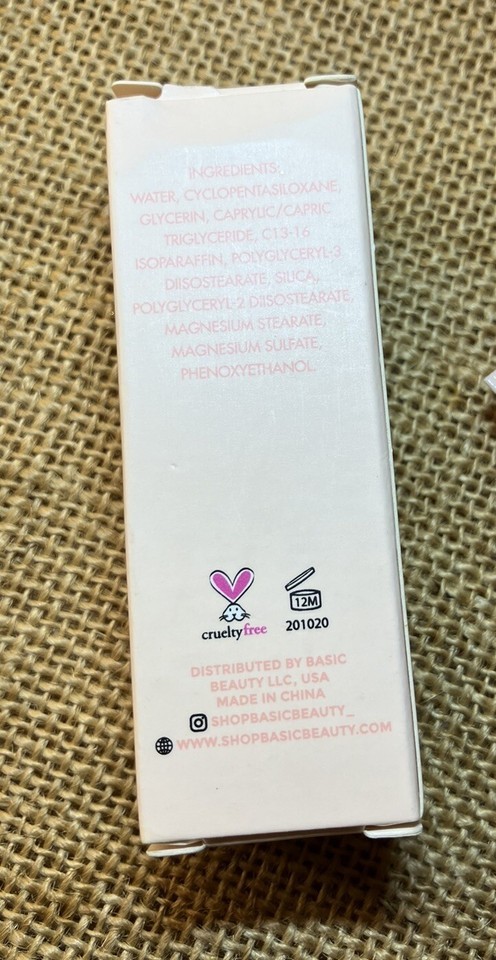 INGREDIENTS:
WATER, CYCLOPENTASILOXANE,
GLYCERIN, CAPRYLIC/CAPRIC
TRIGLYCERIDE, C13-16
ISOPARAFFIN, POLYGLYCERYL-3
DIISOSTEARATE, SILICA,
POLYGLYCERYL-2 DIISOSTEARATE,
MAGNESIUM STEARATE,
MAGNESIUM SULFATE,
PHENOXYETHANOL.
crueltyfree
12M
201020
DISTRIBUTED BY BASIC
BEAUTY LLC, USA
MADE IN CHINA
SHOPBASICBEAUTY_
WWW.SHOPBASICBEAUTY.COM